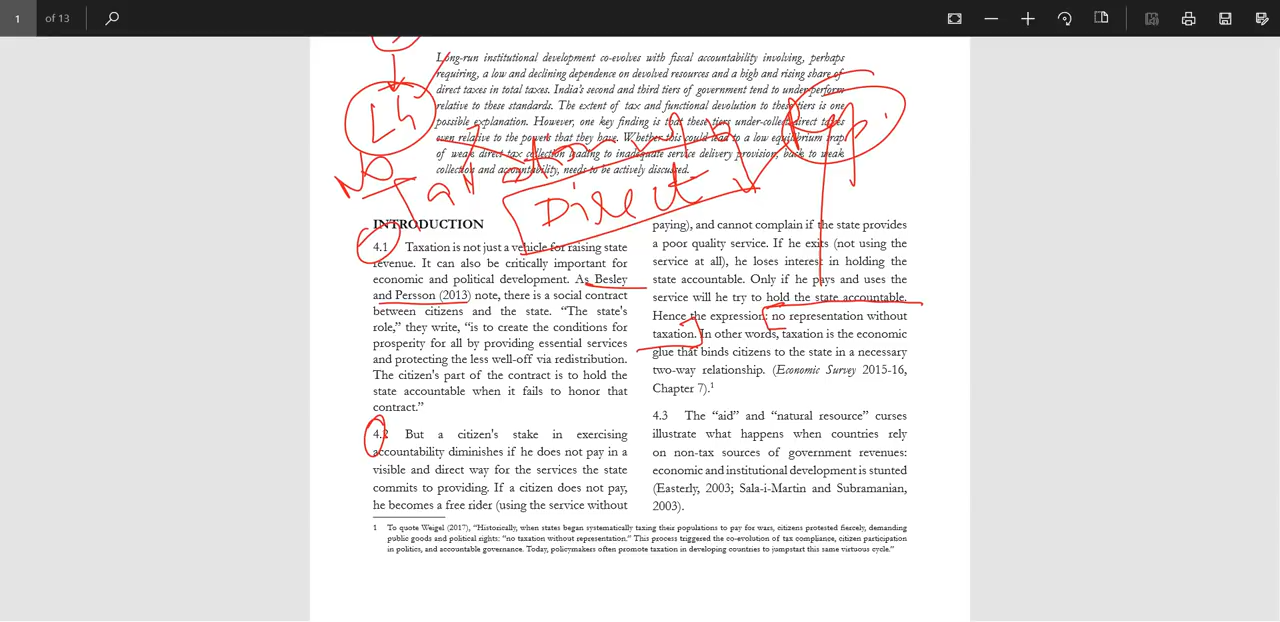 1 of 13
Long-run institutional development co-evolves with fiscal accountability involving, perhaps
requiring, a low and declining dependence on devolved resources and a high and rising share of
direct taxes in total taxes. India's second and third tiers of government tend to under-perform
relative to these standards. The extent of tax and functional devolution to these tiers is one
possible explanation. However, one key finding is that these tiers under-collect direct taxes
even relative to the powers that they have. Whether this could lead to a low equilibrium trap
of weak direct tax collection leading to inadequate service delivery provision, back to weak
collection and accountability, needs to be actively discussed.
No
Direct
INTRODUCTION
4.1 Taxation is not just a vehicle for raising state
revenue. It can also be critically important for
economic and political development. As Besley
and Persson (2013) note, there is a social contract
between citizens and the state. “The state's
role,” they write, “is to create the conditions for
prosperity for all by providing essential services
and protecting the less well-off via redistribution.
The citizen's part of the contract is to hold the
state accountable when it fails to honor that
contract.”
4.2 But a citizen's stake in exercising
accountability diminishes if he does not pay in a
visible and direct way for the services the state
commits to providing. If a citizen does not pay,
he becomes a free rider (using the service without
paying), and cannot complain if the state provides
a poor quality service. If he exits (not using the
service at all), he loses interest in holding the
state accountable. Only if he pays and uses the
service will he try to hold the state accountable.
Hence the expression: no representation without
taxation. In other words, taxation is the economic
glue that binds citizens to the state in a necessary
two-way relationship. (Economic Survey 2015-16,
Chapter 7).1
4.3 The “aid” and “natural resource” curses
illustrate what happens when countries rely
on non-tax sources of government revenues:
economic and institutional development is stunted
(Easterly, 2003; Sala-i-Martin and Subramanian,
2003).
1 To quote Weigel (2017), “Historically, when states began systematically taxing their populations to pay for wars, citizens protested fiercely, demanding
public goods and political rights: “no taxation without representation.” This process triggered the co-evolution of tax compliance, citizen participation
in politics, and accountable governance. Today, policymakers often promote taxation in developing countries to jumpstart this same virtuous cycle.”